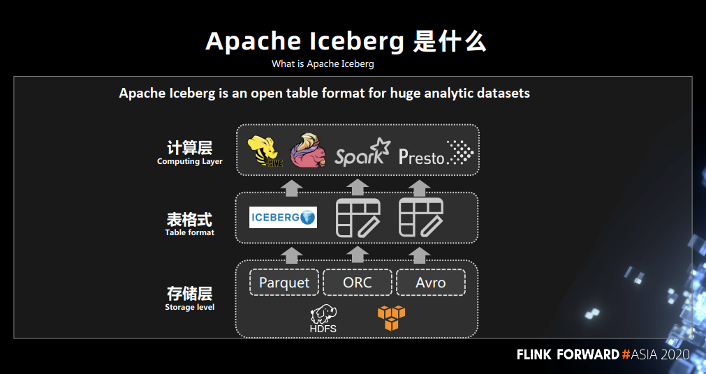 Apache Iceberg 是什么
What is Apache Iceberg
Apache Iceberg is an open table format for huge analytic datasets
计算层
Computing Layer
HIVE
Spark
Presto
表格式
Table format
ICEBERG
存储层
Storage level
Parquet
ORC
Avro
HDFS
FLINK FORWARD #ASIA 2020